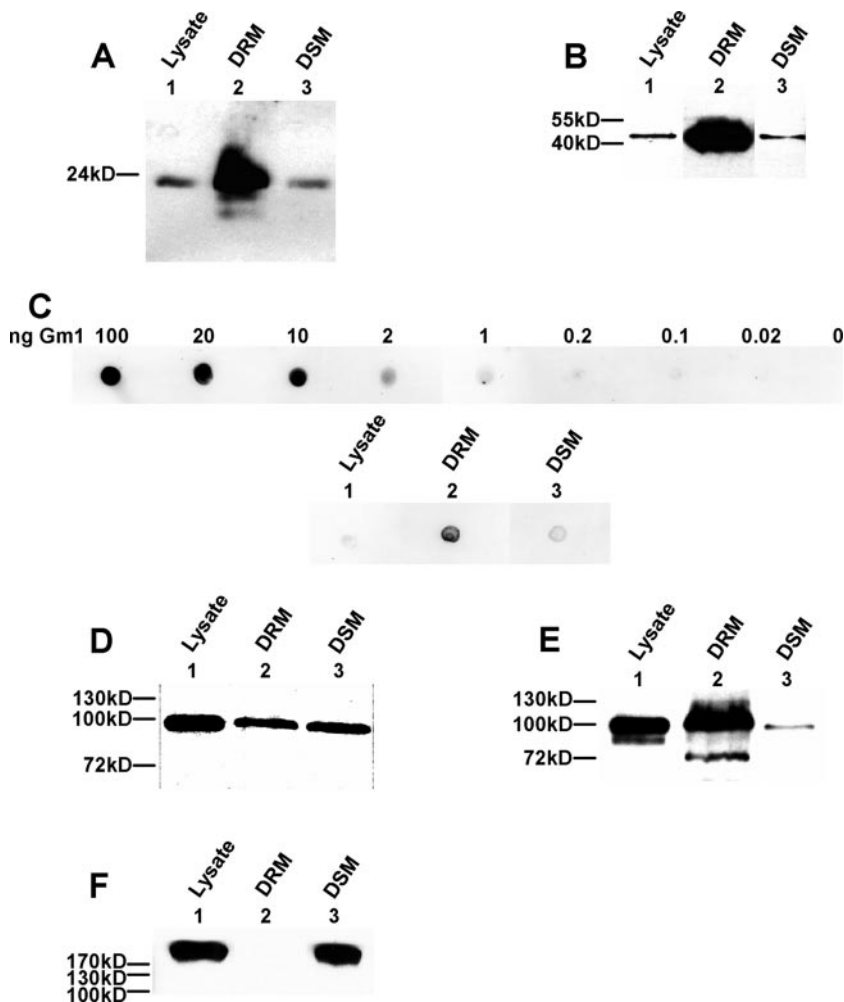 A
Lysate DRM DSM
1 2 3
24kD
B
Lysate DRM DSM
1 2 3
55kD
40kD
C
ng Gm1 100 20 10 2 1 0.2 0.1 0.02 0
Lysate DRM DSM
1 2 3
D
Lysate DRM DSM
1 2 3
130kD
100kD
72kD
E
Lysate DRM DSM
1 2 3
130kD
100kD
72kD
F
Lysate DRM DSM
1 2 3
170kD
130kD
100kD